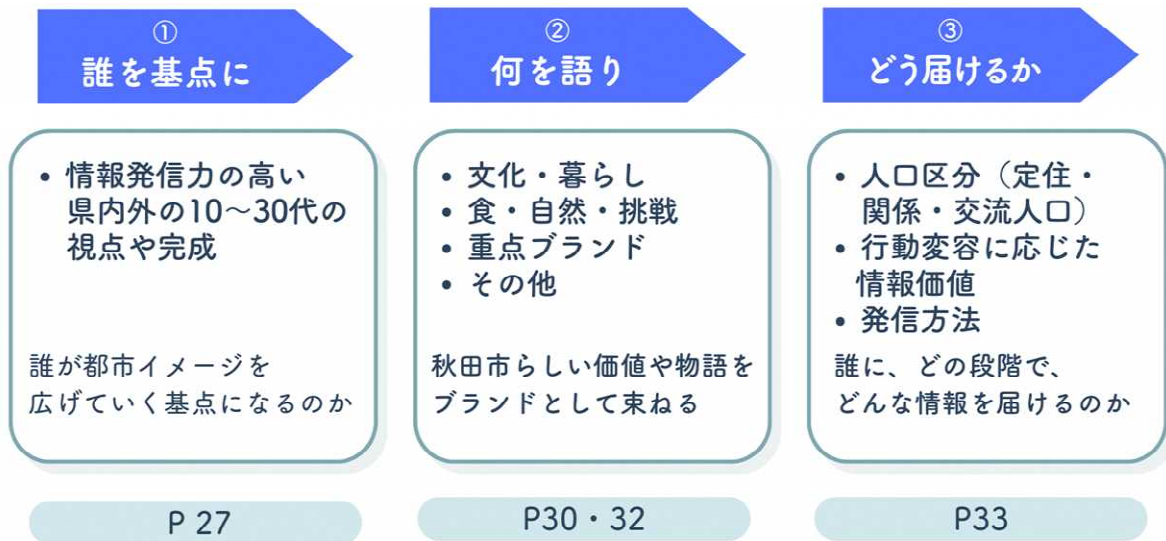 ①
誰を基点に
• 情報発信力の高い
県内外の10～30代の
視点や完成
誰が都市イメージを
広げていく基点になるのか
P 27
②
何を語り
• 文化・暮らし
• 食・自然・挑戦
• 重点ブランド
• その他
秋田市らしい価値や物語を
ブランドとして束ねる
P30・32
③
どう届けるか
• 人口区分（定住・
関係・交流人口）
• 行動変容に応じた
情報価値
• 発信方法
誰に、どの段階で、
どんな情報を届けるのか
P33